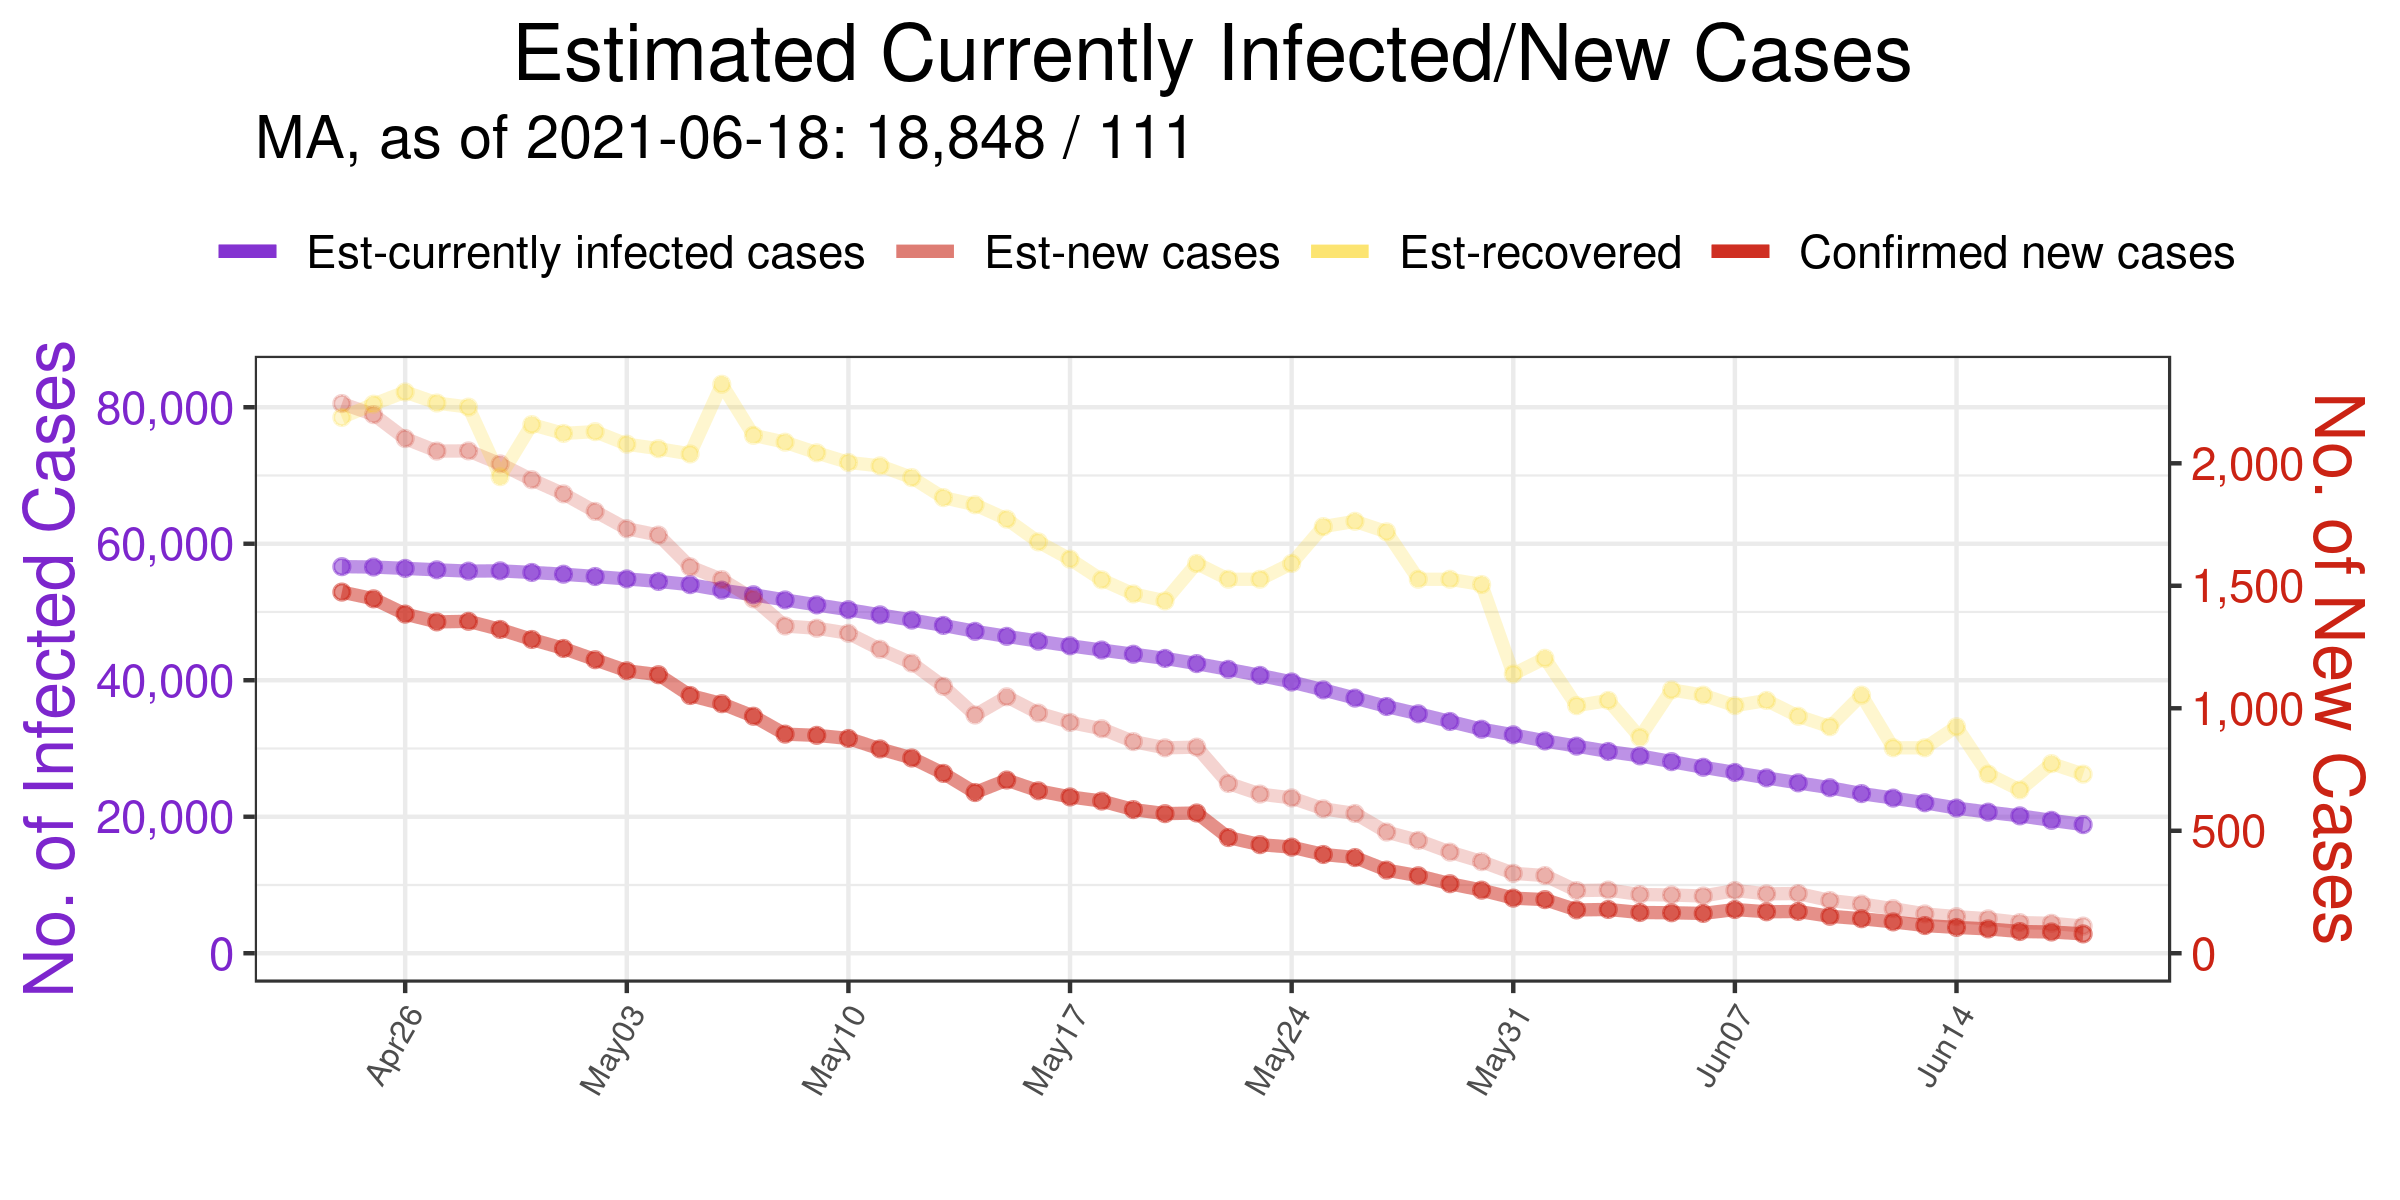 Estimated Currently Infected/New Cases
MA, as of 2021-06-18: 18,848 / 111
Est-currently infected cases Est-new cases Est-recovered Confirmed new cases
No. of Infected Cases
80,000
60,000
40,000
20,000
0
2,000
1,500
1,000
500
0
No. of New Cases
Apr26 May03 May10 May17 May24 May31 Jun07 Jun14